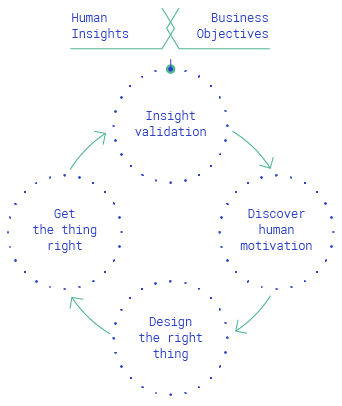 Human
Insights
Business
Objectives
Insight
validation
Get
the thing
right
Discover
human
motivation
Design
the right
thing